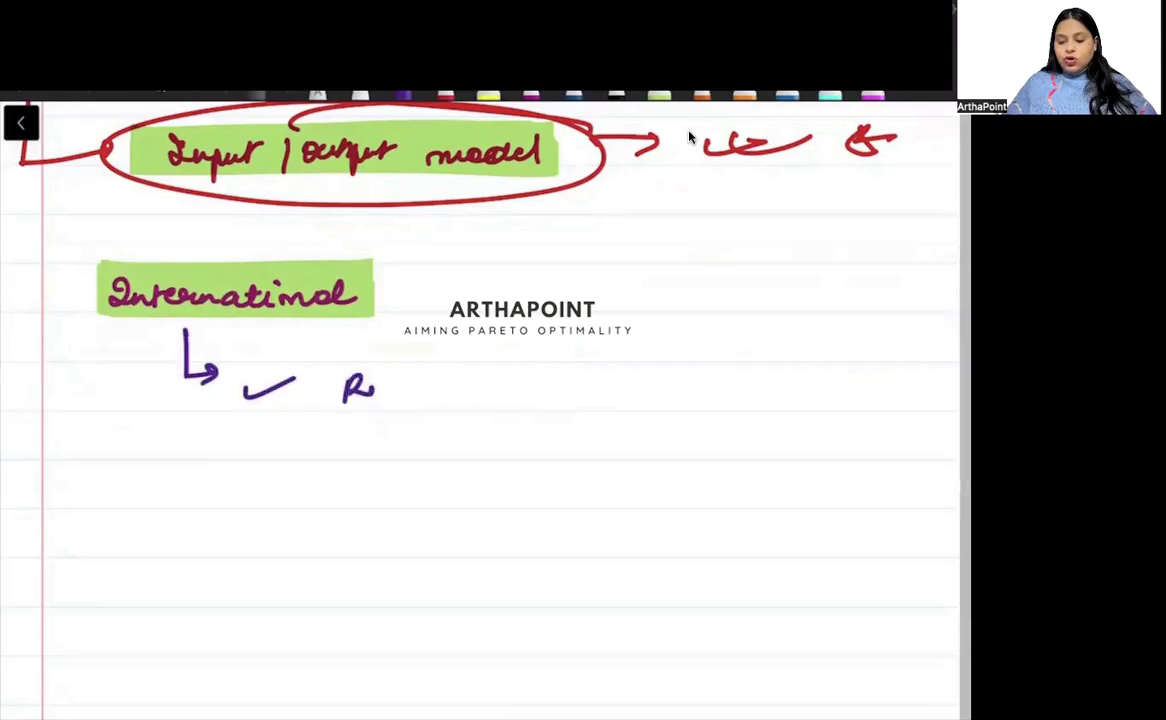 ArthaPoint
Input / output model
International
ARTHAPOINT
AIMING PARETO OPTIMALITY